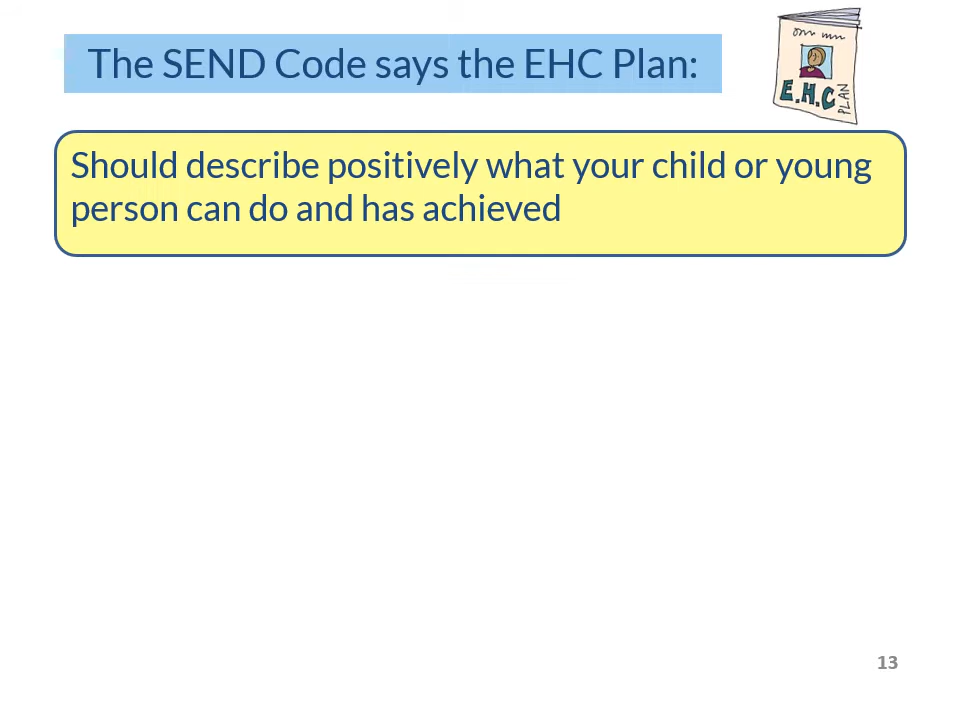 The SEND Code says the EHC Plan:
E.H.C
PLAN
Should describe positively what your child or young
person can do and has achieved
13